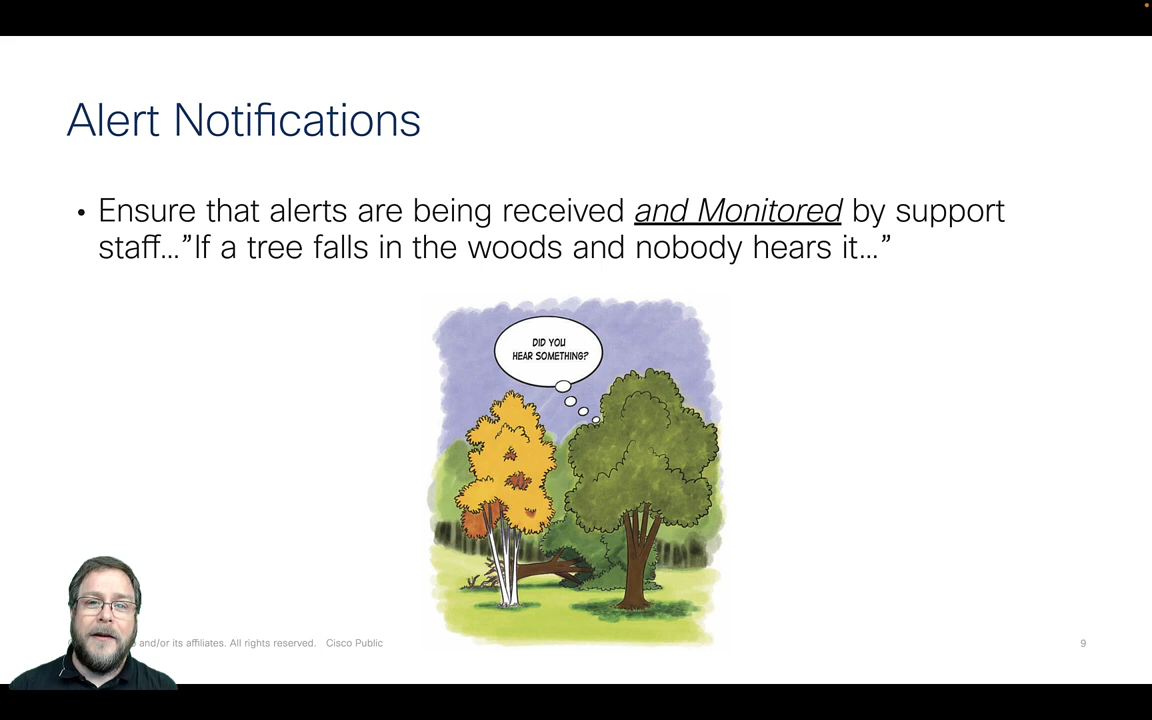 Alert Notifications
• Ensure that alerts are being received and Monitored by support
staff...”If a tree falls in the woods and nobody hears it...”
DID YOU
HEAR SOMETHING?
and/or its affiliates. All rights reserved. Cisco Public
9